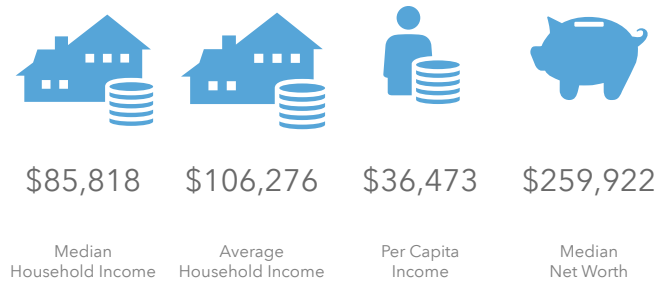 $85,818 $106,276 $36,473 $259,922
Median Average Per Capita Median
Household Income Household Income Income Net Worth